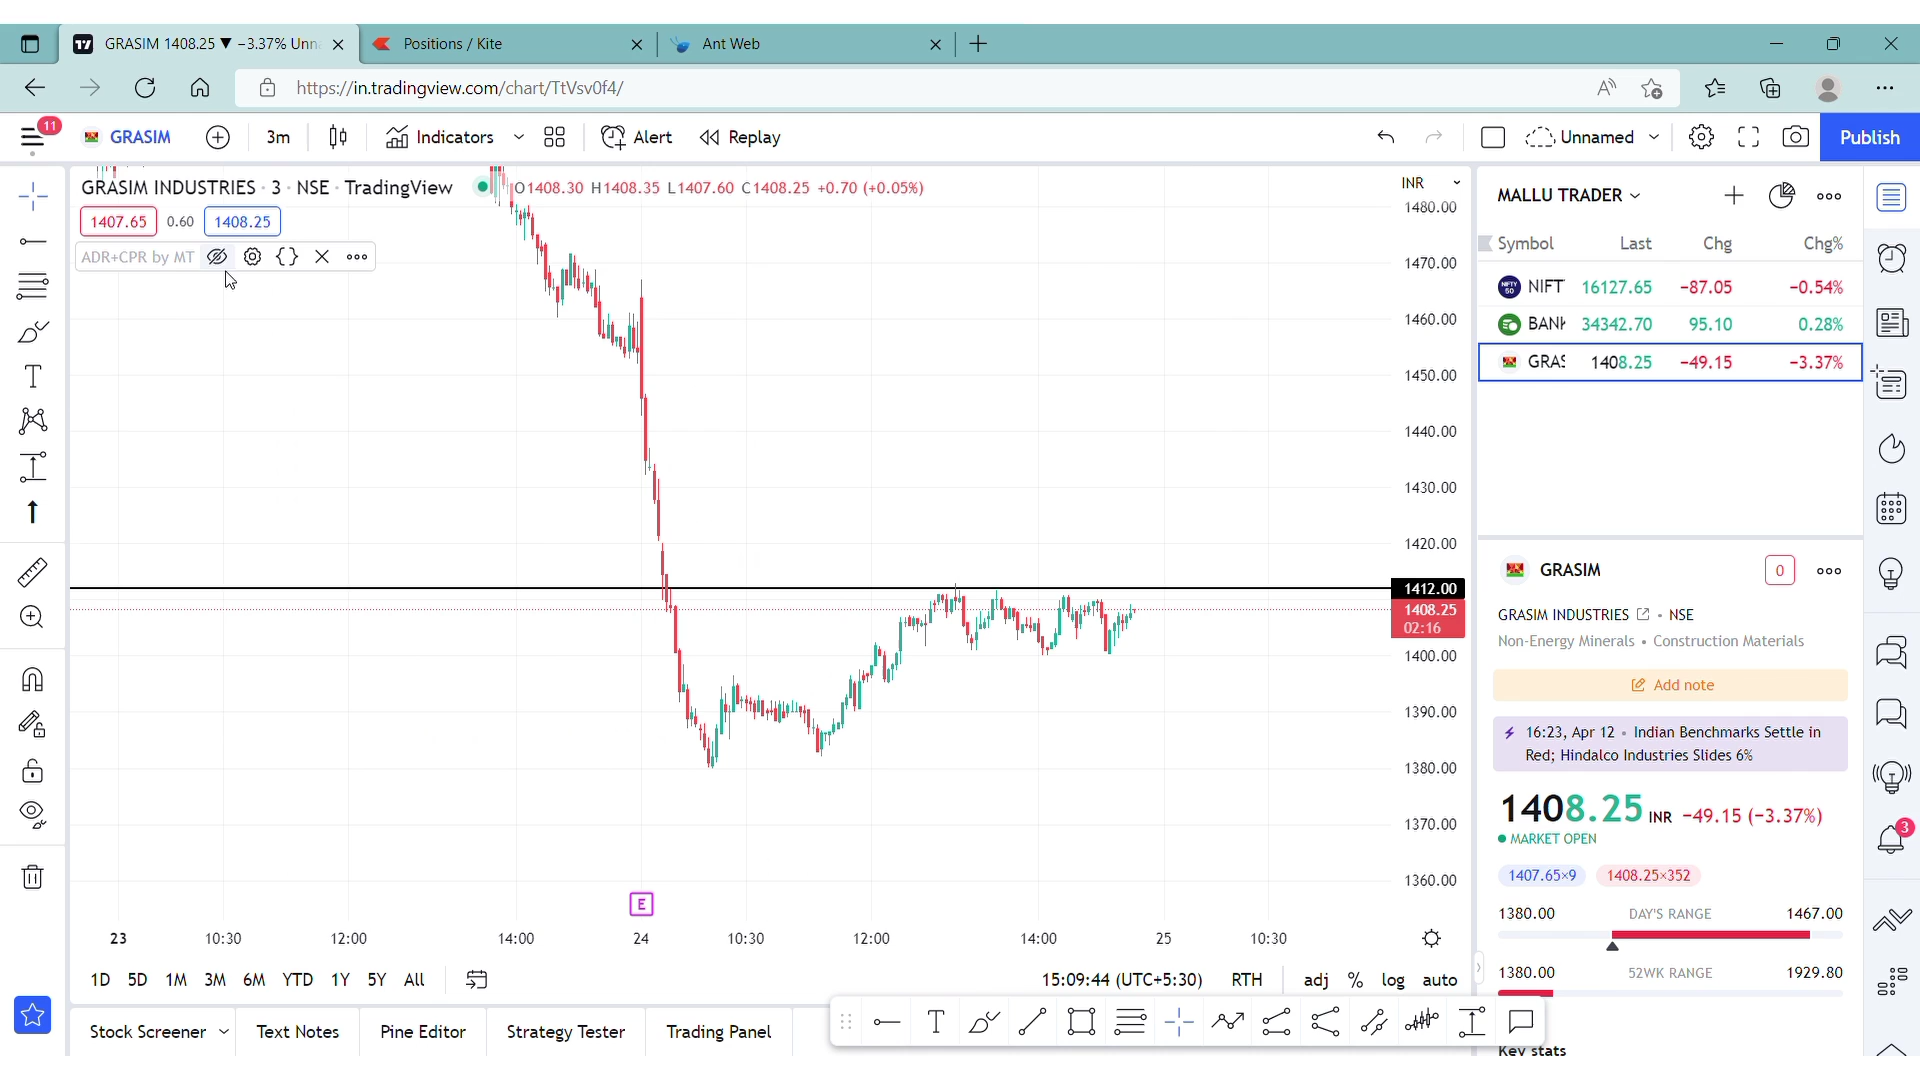 GRASIM 1408.25 ▼ −3.37% Unn
Positions / Kite
Ant Web
https://in.tradingview.com/chart/TtVsv0f4/
11
GRASIM
3m
Indicators
Alert
Replay
Unnamed
Publish
GRASIM INDUSTRIES · 3 · NSE · TradingView
O1408.30 H1408.35 L1407.60 C1408.25 +0.70 (+0.05%)
1407.65 0.60 1408.25
ADR+CPR by MT
INR
1480.00
1470.00
1460.00
1450.00
1440.00
1430.00
1420.00
1412.00
1408.25
02:16
1400.00
1390.00
1380.00
1370.00
1360.00
E
23 10:30 12:00 14:00 24 10:30 12:00 14:00 25 10:30
1D 5D 1M 3M 6M YTD 1Y 5Y All
15:09:44 (UTC+5:30) RTH adj % log auto
Stock Screener
Text Notes
Pine Editor
Strategy Tester
Trading Panel
MALLU TRADER
Symbol Last Chg Chg%
NIFTY 50
NIFT 16127.65 −87.05 −0.54%
BANK 34342.70 95.10 0.28%
GRAS 1408.25 −49.15 −3.37%
GRASIM
0
GRASIM INDUSTRIES • NSE
Non-Energy Minerals • Construction Materials
Add note
16:23, Apr 12 • Indian Benchmarks Settle in
Red; Hindalco Industries Slides 6%
1408.25 INR −49.15 (−3.37%)
MARKET OPEN
1407.65×9 1408.25×352
1380.00 DAY'S RANGE 1467.00
1380.00 52WK RANGE 1929.80
Key stats
3